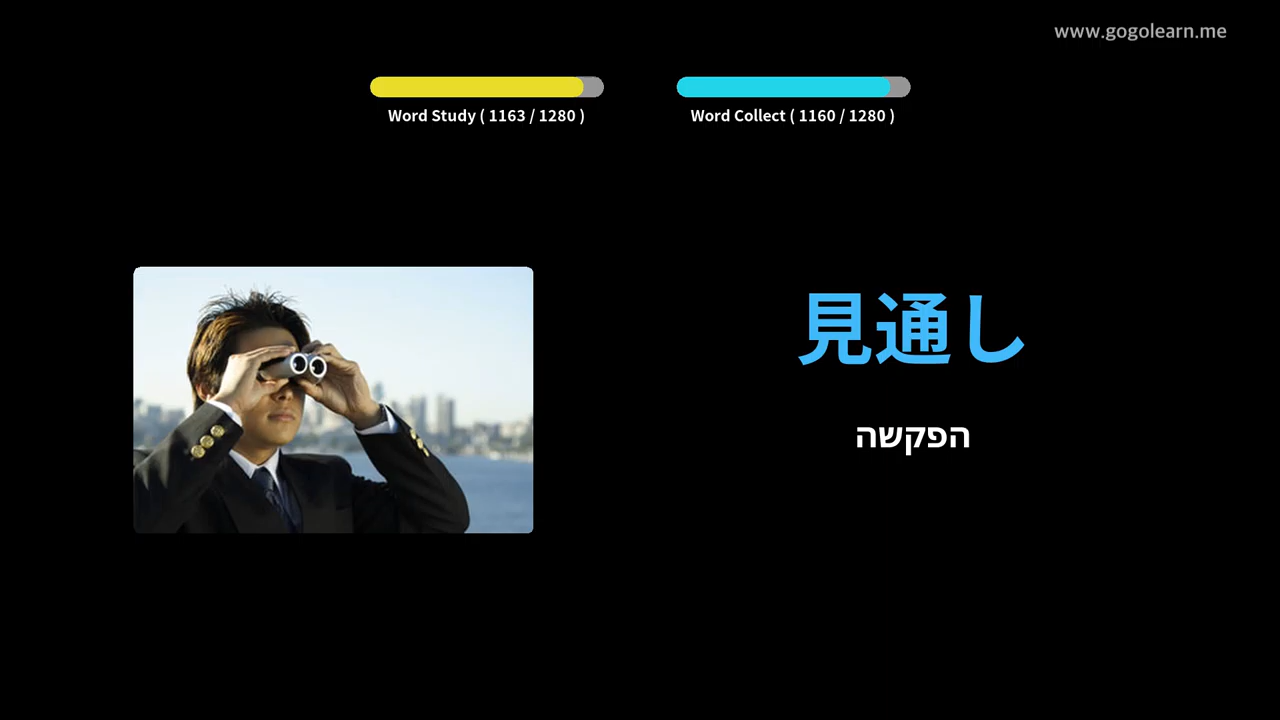 www.gogolearn.me
Word Study ( 1163 / 1280 )
Word Collect ( 1160 / 1280 )
見通し
הפקשה